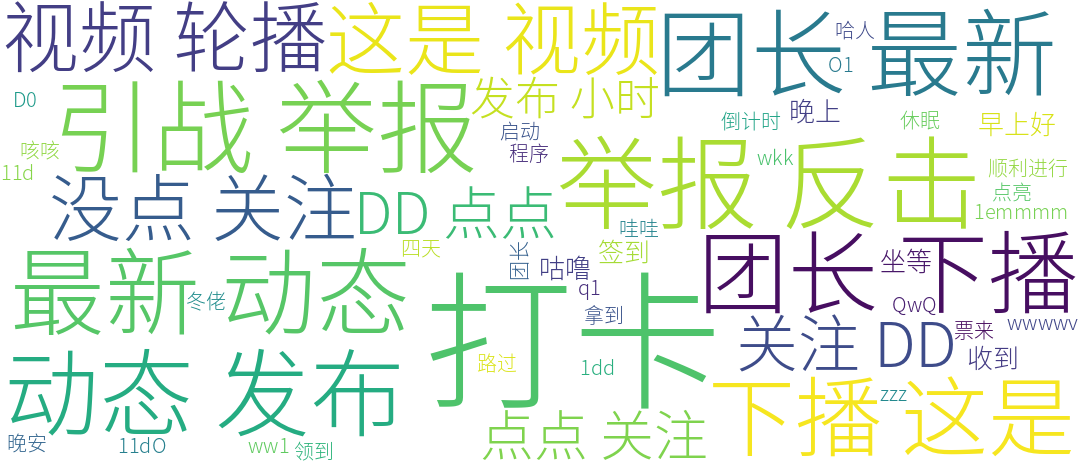 视频 轮播
这是 视频
团长 最新
哈人
O1
D0
引战 举报
发布 小时
启动
程序
倒计时
晚上
休眠
早上好
咳咳
11d
举报 反击
wkk
顺利进行
点亮
1emmmm
没点 关注
DD 点点
哇哇
四天
签到
团长
咕噜
q1
拿到
团长 下播
坐等
QwQ
wwwwv
最新 动态
冬佬
打卡
关注 DD
票来
收到
动态 发布
路过
1dd
下播 这是
zzz
点点 关注
晚安
11dO
ww1
领到